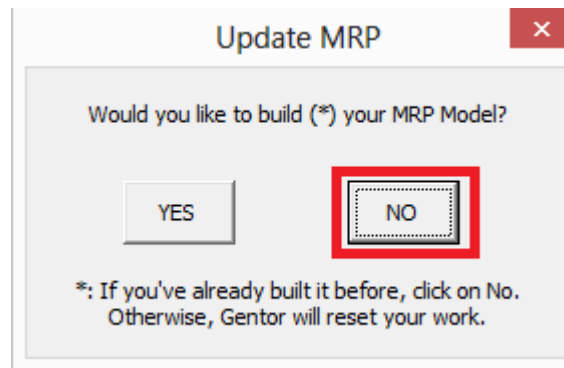 Update MRP
Would you like to build (*) your MRP Model?
YES NO
*: If you've already built it before, click on No.
Otherwise, Gentor will reset your work.